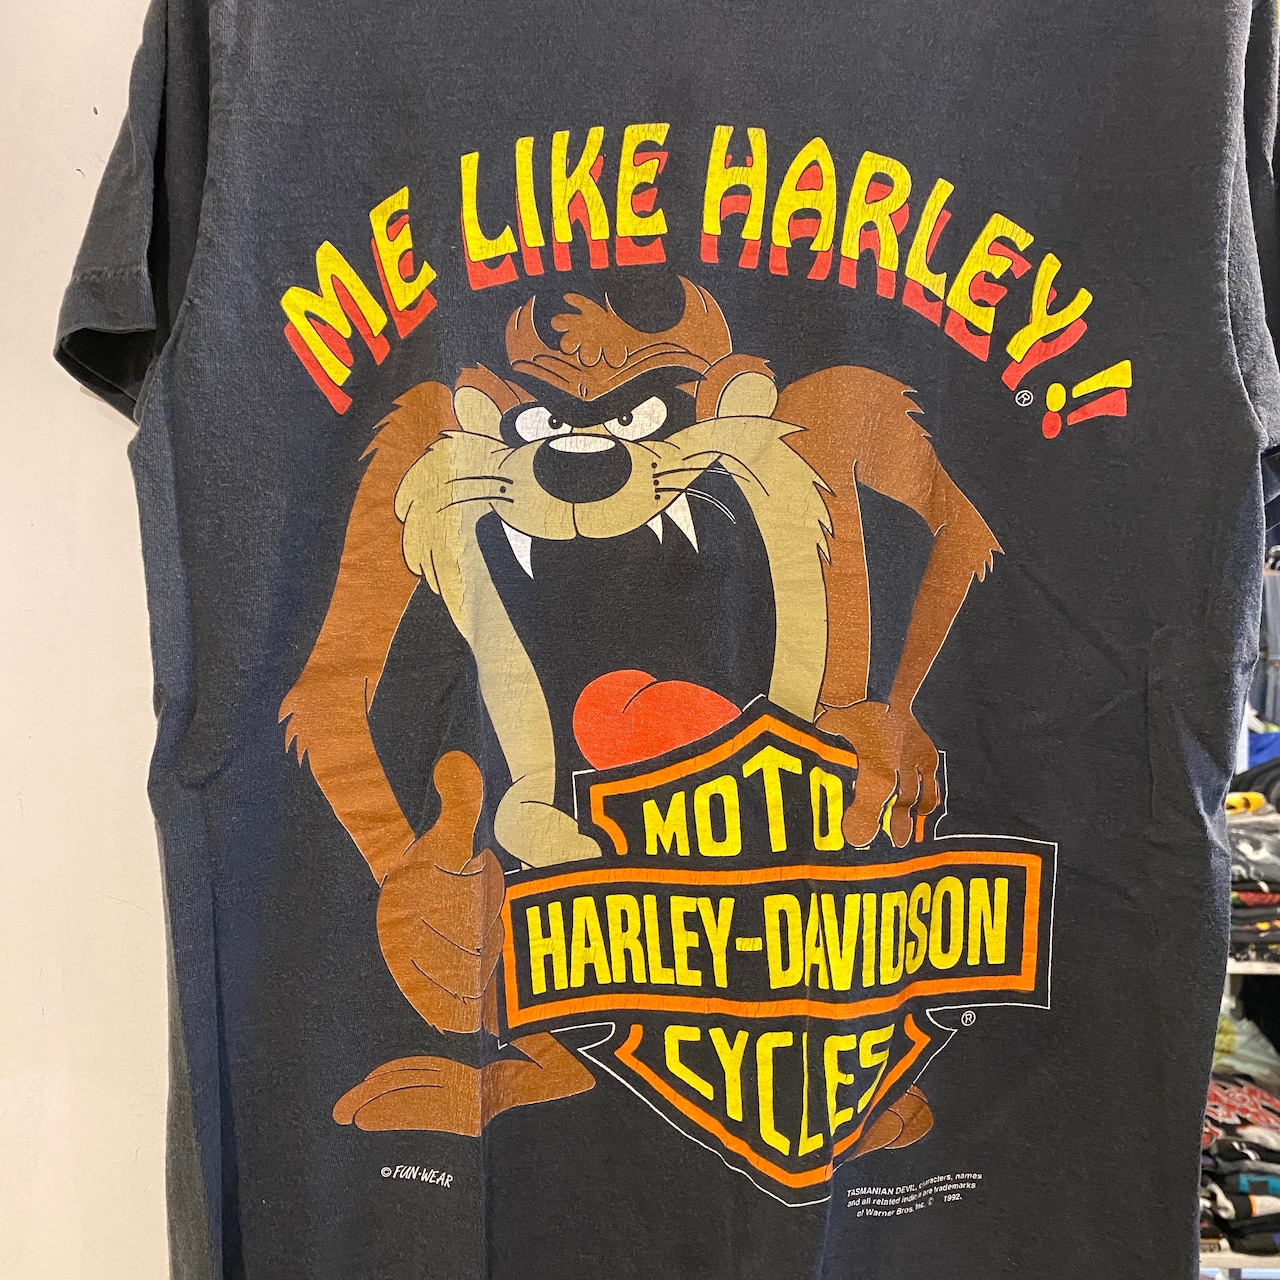 ME LIKE HARLEY!!
®
MOTO
HARLEY-DAVIDSON
CYCLES
®
© FUN-WEAR
TASMANIAN DEVIL, characters, names
and all related indicia are trademarks
of Warner Bros. Inc. © 1992.